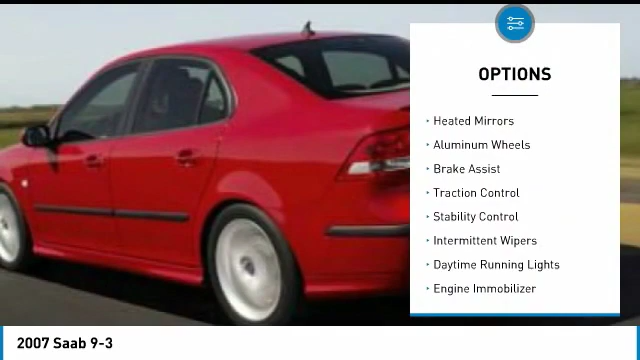 OPTIONS
Heated Mirrors
Aluminum Wheels
Brake Assist
Traction Control
Stability Control
Intermittent Wipers
Daytime Running Lights
Engine Immobilizer
2007 Saab 9-3